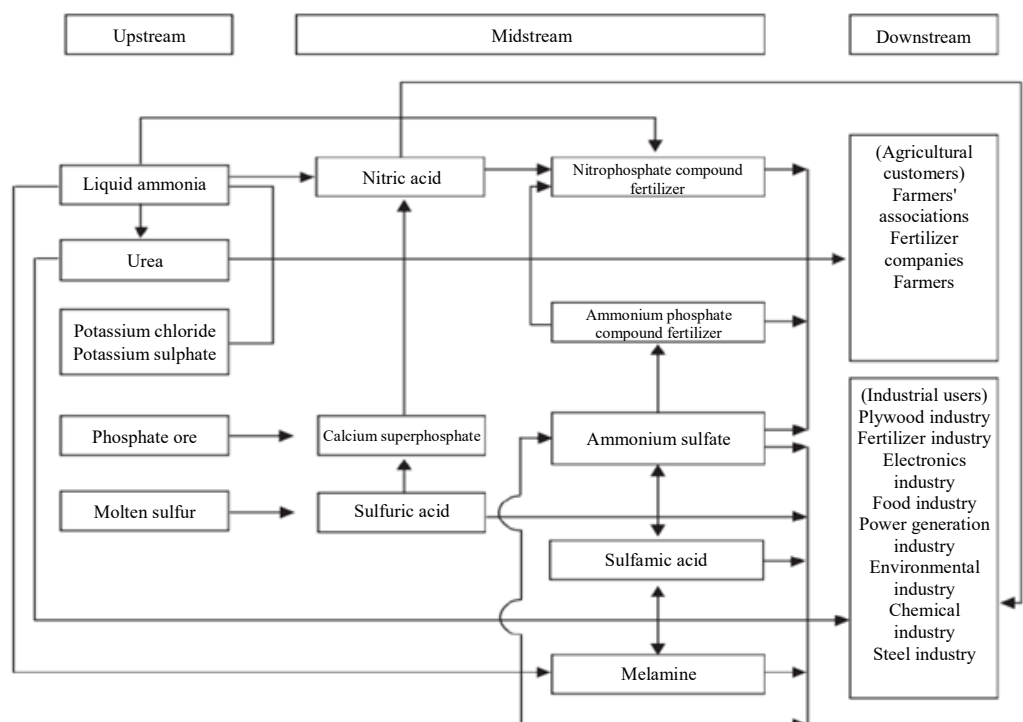 Upstream
Midstream
Downstream
Liquid ammonia
Nitric acid
Nitrophosphate compound
fertilizer
(Agricultural
customers)
Farmers'
associations
Fertilizer
companies
Farmers
Urea
Potassium chloride
Potassium sulphate
Ammonium phosphate
compound fertilizer
Phosphate ore
Calcium superphosphate
Ammonium sulfate
(Industrial users)
Plywood industry
Fertilizer industry
Electronics
industry
Food industry
Power generation
industry
Environmental
industry
Chemical
industry
Steel industry
Molten sulfur
Sulfuric acid
Sulfamic acid
Melamine